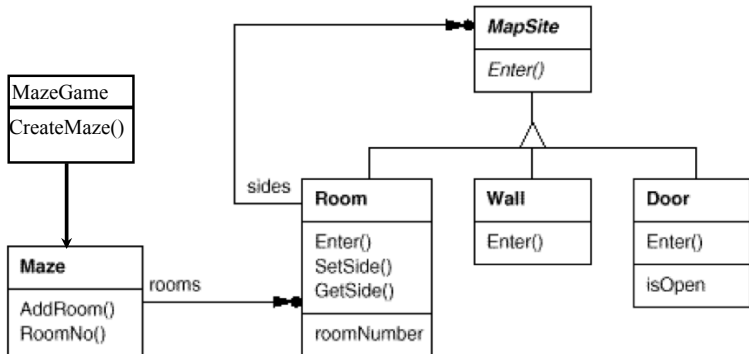 MapSite
Enter()
MazeGame
CreateMaze()
sides
Room
Enter()
SetSide()
GetSide()
roomNumber
Wall
Enter()
Door
Enter()
isOpen
Maze
AddRoom()
RoomNo()
rooms